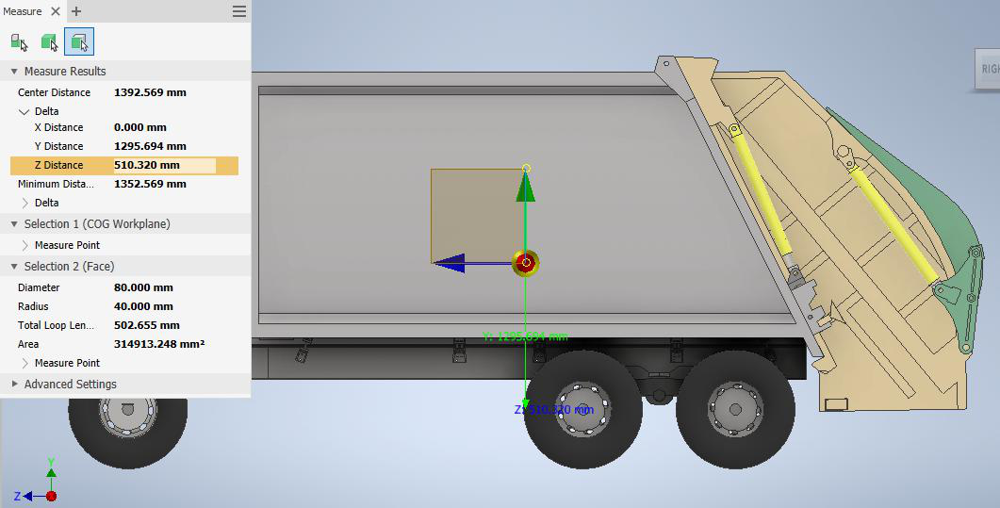 Measure
Measure Results
Center Distance 1392.569 mm
Delta
X Distance 0.000 mm
Y Distance 1295.694 mm
Z Distance 510.320 mm
Minimum Dista... 1352.569 mm
Delta
Selection 1 (COG Workplane)
Measure Point
Selection 2 (Face)
Diameter 80.000 mm
Radius 40.000 mm
Total Loop Len... 502.655 mm
Area 314913.248 mm²
Measure Point
Advanced Settings
RIGH
Y: 1295.694 mm
Z: 510.320 mm
Y
Z